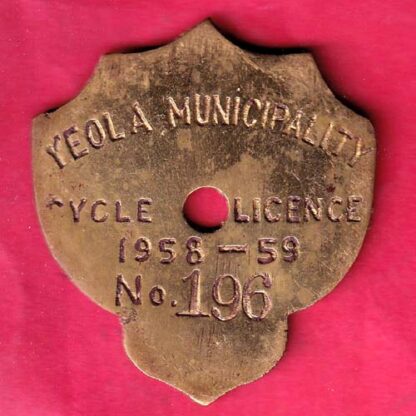 YEOLA MUNICIPALITY
CYCLE LICENCE
1958-59
No. 196